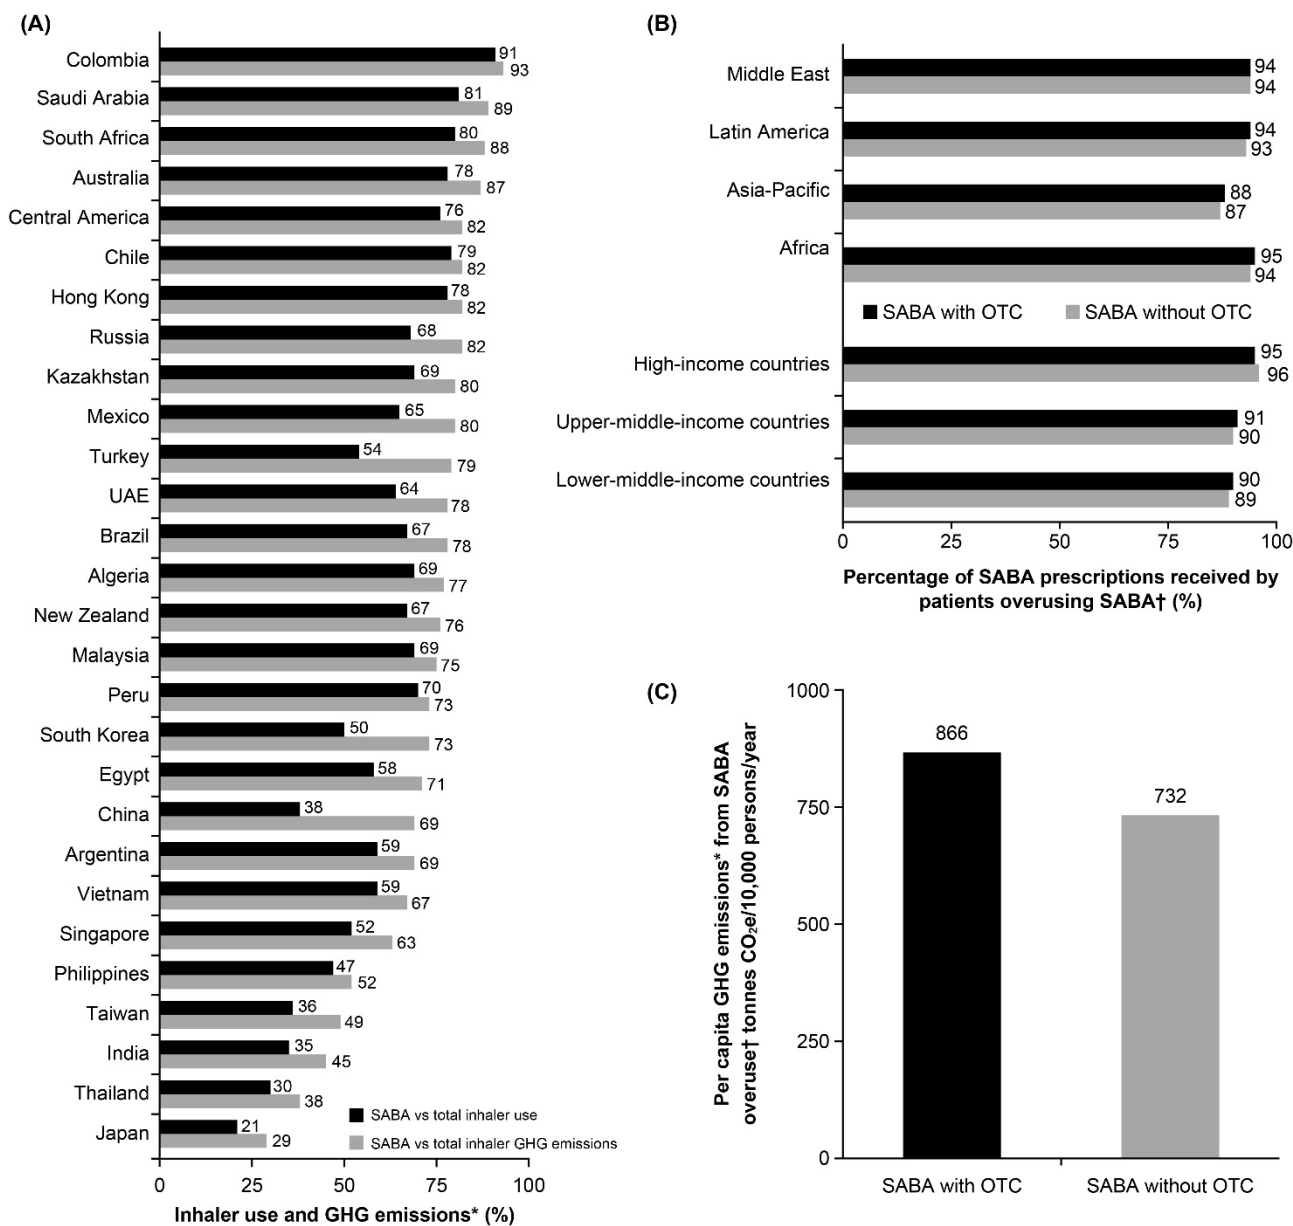 (A)
Colombia
91
93
Saudi Arabia
81
89
South Africa
80
88
Australia
78
87
Central America
76
82
Chile
79
82
Hong Kong
78
82
Russia
68
82
Kazakhstan
69
80
Mexico
65
80
Turkey
54
79
UAE
64
78
Brazil
67
78
Algeria
69
77
New Zealand
67
76
Malaysia
69
75
Peru
70
73
South Korea
50
73
Egypt
58
71
China
38
69
Argentina
59
69
Vietnam
59
67
Singapore
52
63
Philippines
47
52
Taiwan
36
49
India
35
45
Thailand
30
38
Japan
21
29
SABA vs total inhaler use
SABA vs total inhaler GHG emissions
0 25 50 75 100
Inhaler use and GHG emissions* (%)
(B)
Middle East
94
94
Latin America
94
93
Asia-Pacific
88
87
Africa
95
94
SABA with OTC SABA without OTC
High-income countries
95
96
Upper-middle-income countries
91
90
Lower-middle-income countries
90
89
0 25 50 75 100
Percentage of SABA prescriptions received by
patients overusing SABA† (%)
(C)
Per capita GHG emissions* from SABA
overuse† tonnes CO₂e/10,000 persons/year
1000
750
500
250
0
866
732
SABA with OTC SABA without OTC